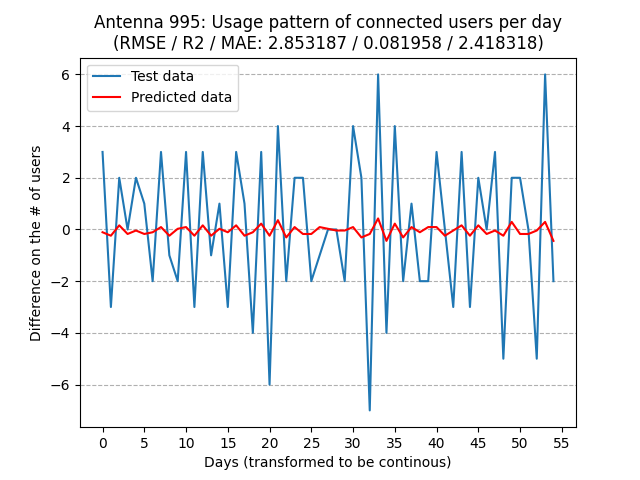 Antenna 995: Usage pattern of connected users per day
(RMSE / R2 / MAE: 2.853187 / 0.081958 / 2.418318)
Test data
Predicted data
Difference on the # of users
6
4
2
0
−2
−4
−6
0 5 10 15 20 25 30 35 40 45 50 55
Days (transformed to be continous)